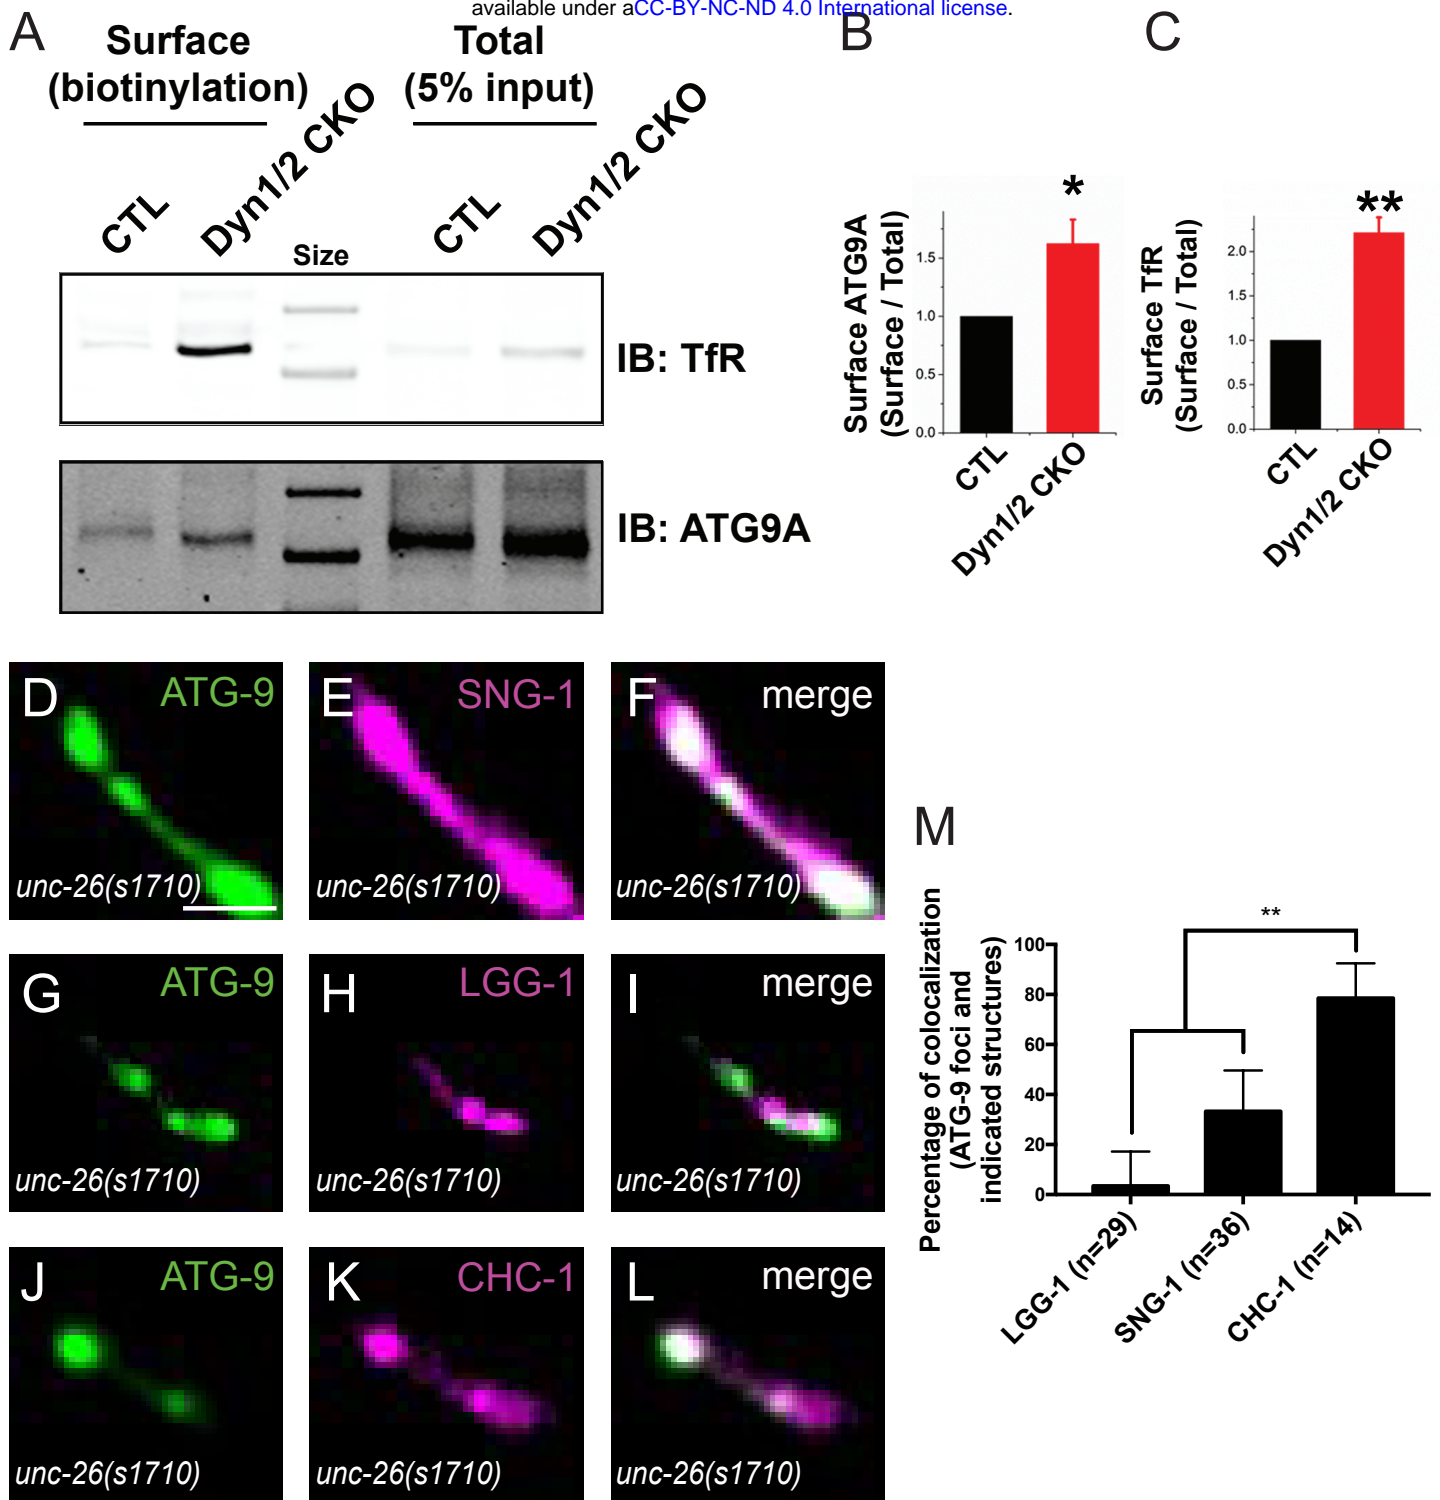 available under aCC-BY-NC-ND 4.0 International license.
A
Surface
(biotinylation)
Total
(5% input)
CTL
Dyn1/2 CKO
Size
CTL
Dyn1/2 CKO
IB: TfR
IB: ATG9A
B
Surface ATG9A
(Surface / Total)
1.5
1.0
0.5
0.0
*
CTL
Dyn1/2 CKO
C
Surface TfR
(Surface / Total)
2.0
1.5
1.0
0.5
0.0
**
CTL
Dyn1/2 CKO
D
ATG-9
unc-26(s1710)
E
SNG-1
unc-26(s1710)
F
merge
unc-26(s1710)
G
ATG-9
unc-26(s1710)
H
LGG-1
unc-26(s1710)
I
merge
unc-26(s1710)
J
ATG-9
unc-26(s1710)
K
CHC-1
unc-26(s1710)
L
merge
unc-26(s1710)
M
Percentage of colocalization
(ATG-9 foci and
indicated structures)
100
80
60
40
20
0
**
LGG-1 (n=29)
SNG-1 (n=36)
CHC-1 (n=14)